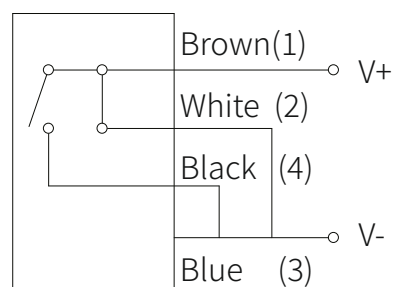 Brown(1)
V+
White (2)
Black (4)
V-
Blue (3)